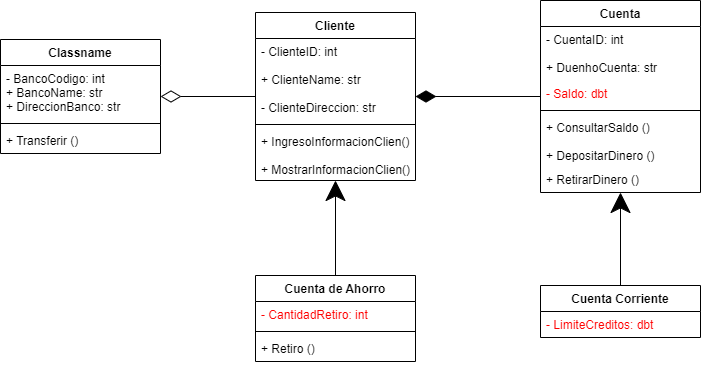 Classname
- BancoCodigo: int
+ BancoName: str
+ DireccionBanco: str
+ Transferir ()
Cliente
- ClienteID: int
+ ClienteName: str
- ClienteDireccion: str
+ IngresoInformacionClien()
+ MostrarInformacionClien()
Cuenta
- CuentaID: int
+ DuenhoCuenta: str
- Saldo: dbt
+ ConsultarSaldo ()
+ DepositarDinero ()
+ RetirarDinero ()
Cuenta de Ahorro
- CantidadRetiro: int
+ Retiro ()
Cuenta Corriente
- LimiteCreditos: dbt